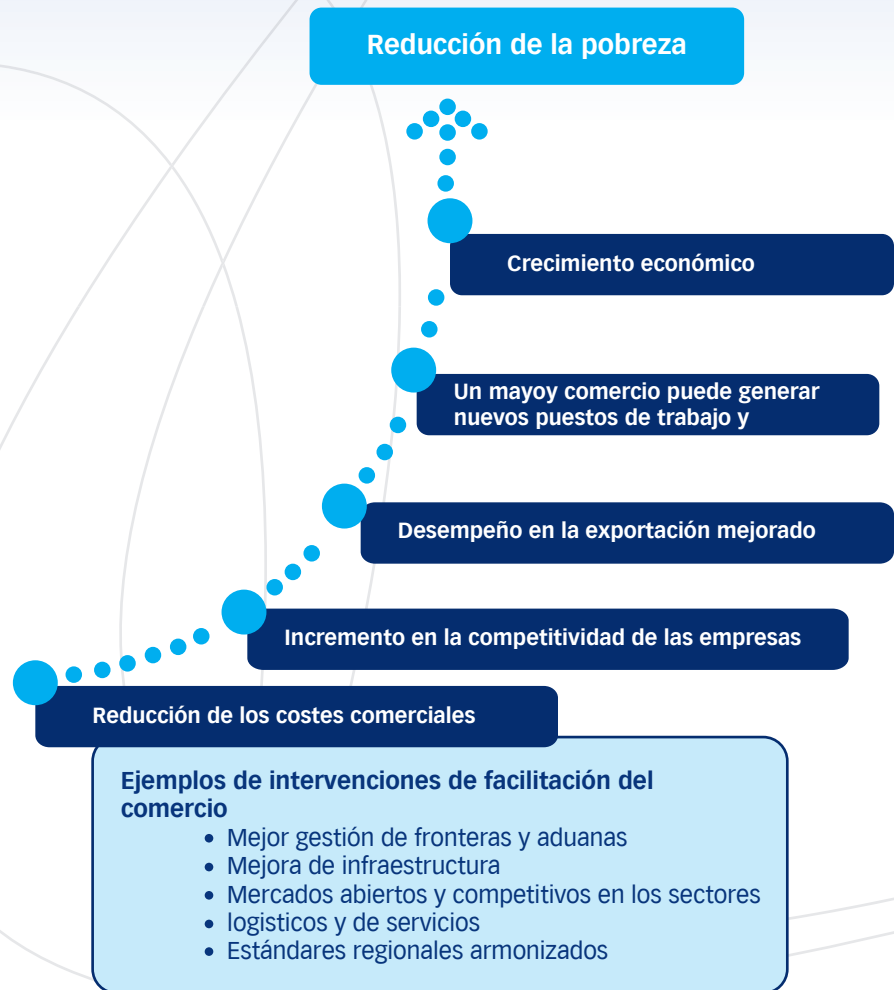 Reducción de la pobreza
Crecimiento económico
Un mayoy comercio puede generar
nuevos puestos de trabajo y
Desempeño en la exportación mejorado
Incremento en la competitividad de las empresas
Reducción de los costes comerciales
Ejemplos de intervenciones de facilitación del
comercio
• Mejor gestión de fronteras y aduanas
• Mejora de infraestructura
• Mercados abiertos y competitivos en los sectores
• logisticos y de servicios
• Estándares regionales armonizados